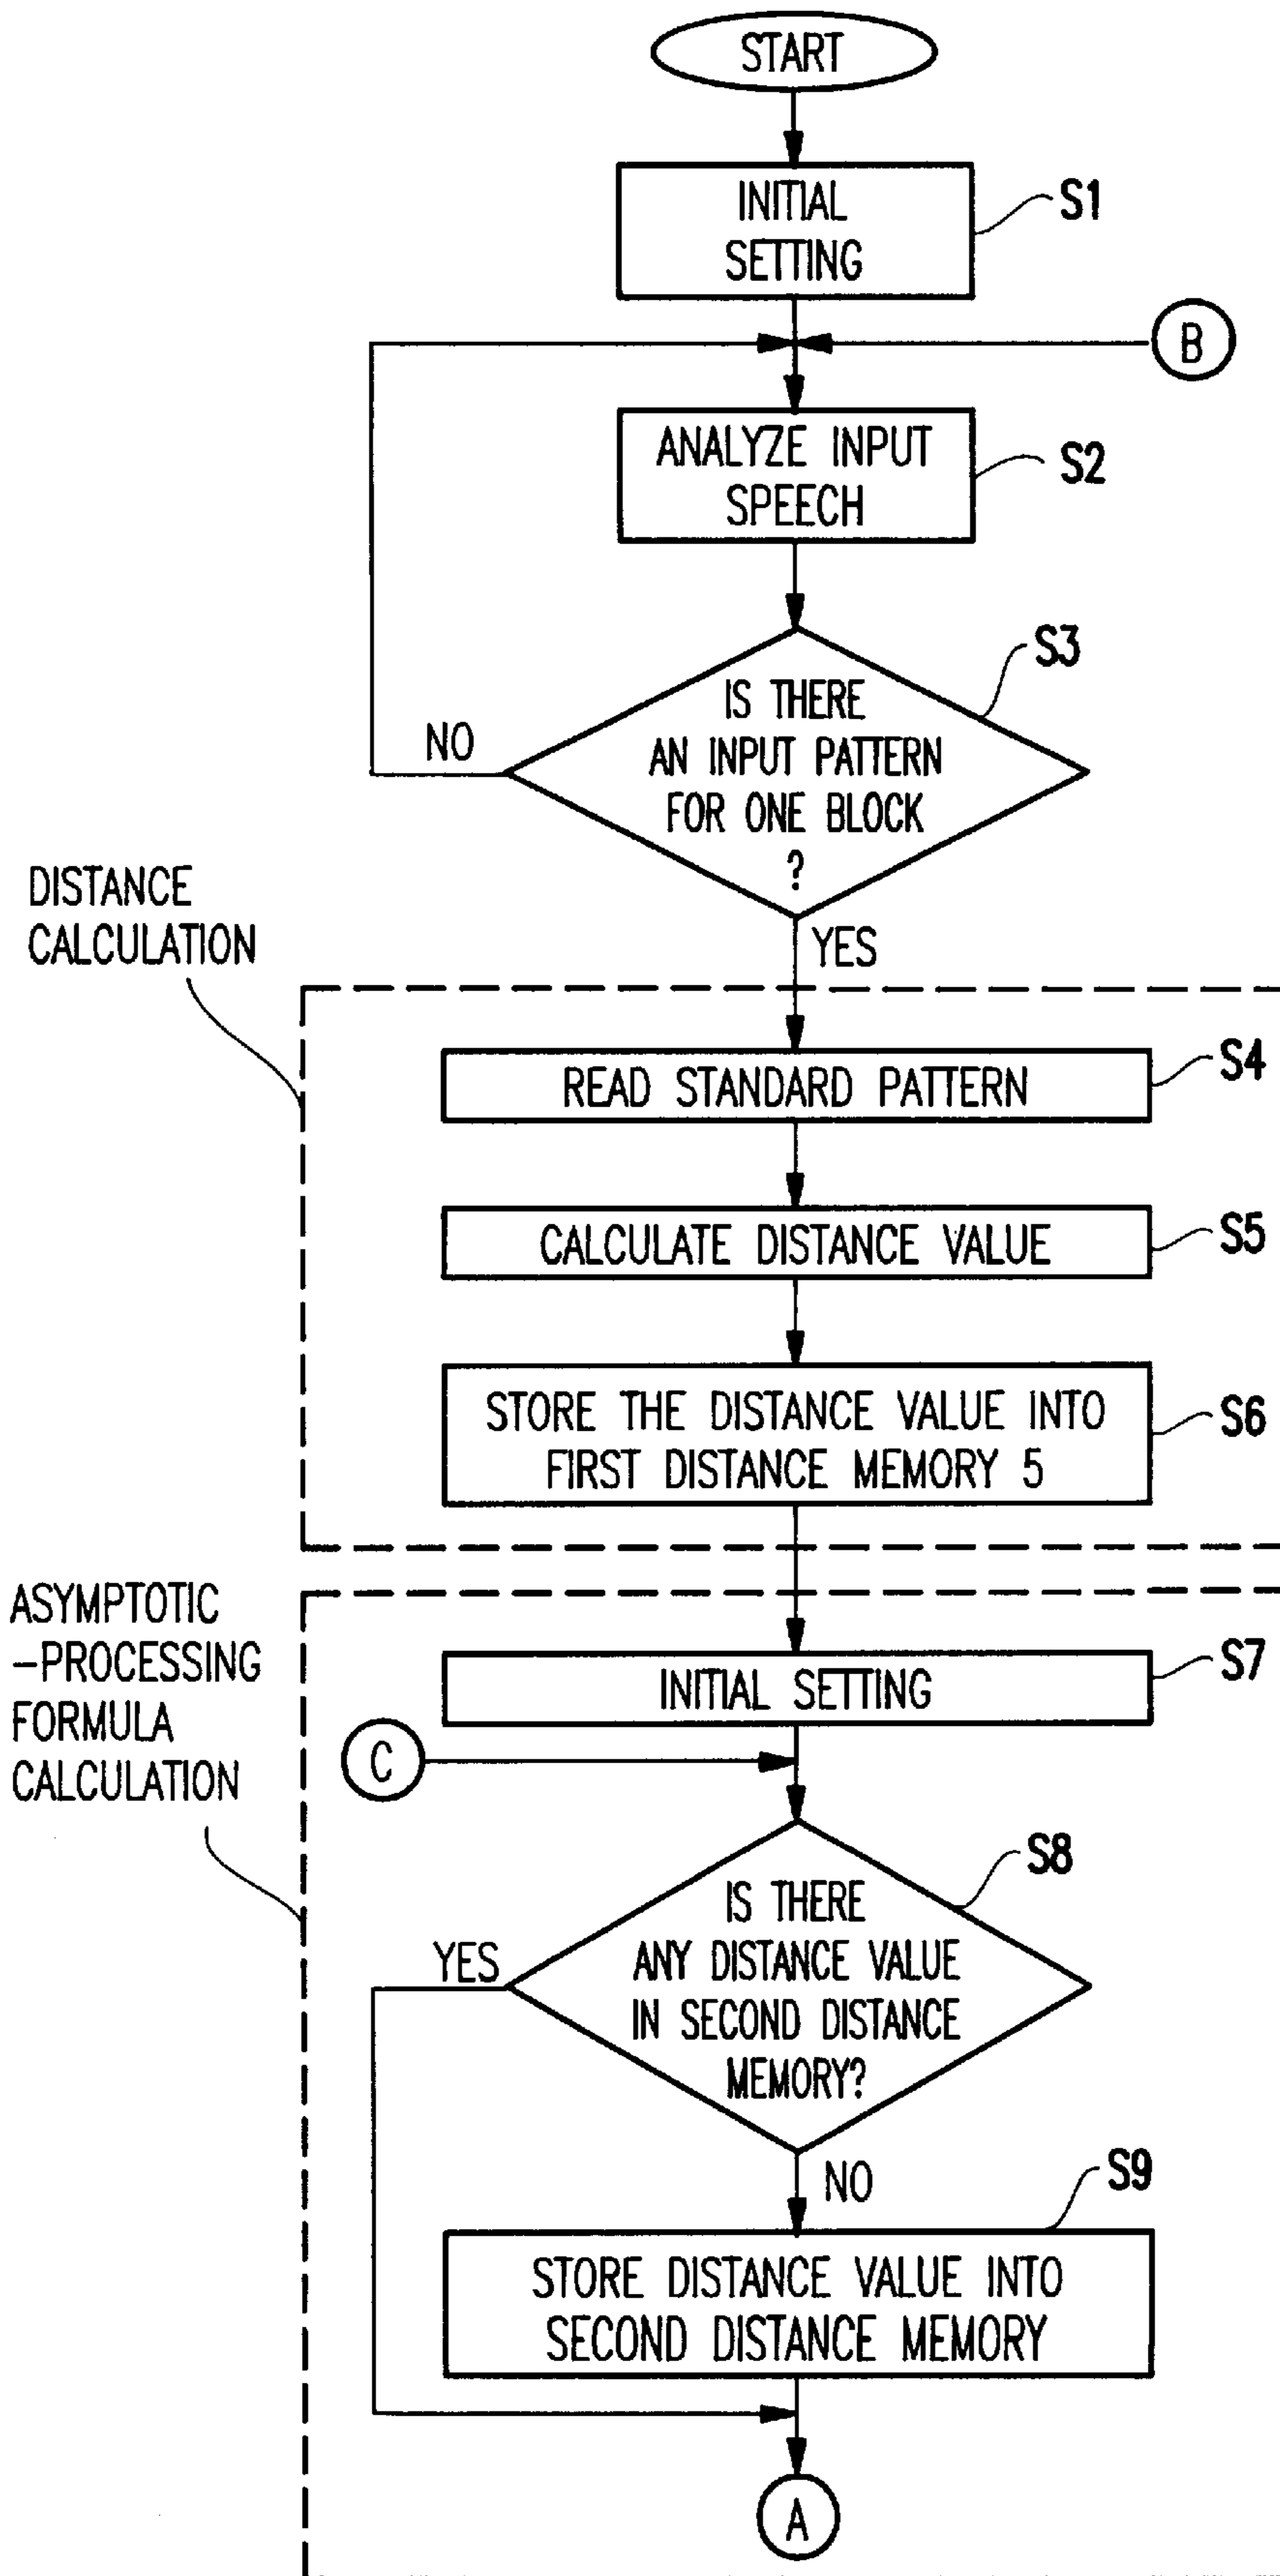 START
INITIAL
SETTING
S1
B
ANALYZE INPUT
SPEECH
S2
S3
IS THERE
AN INPUT PATTERN
FOR ONE BLOCK
?
NO
YES
DISTANCE
CALCULATION
READ STANDARD PATTERN
S4
CALCULATE DISTANCE VALUE
S5
STORE THE DISTANCE VALUE INTO
FIRST DISTANCE MEMORY 5
S6
ASYMPTOTIC
-PROCESSING
FORMULA
CALCULATION
INITIAL SETTING
S7
C
S8
IS THERE
ANY DISTANCE VALUE
IN SECOND DISTANCE
MEMORY?
YES
NO
S9
STORE DISTANCE VALUE INTO
SECOND DISTANCE MEMORY
A